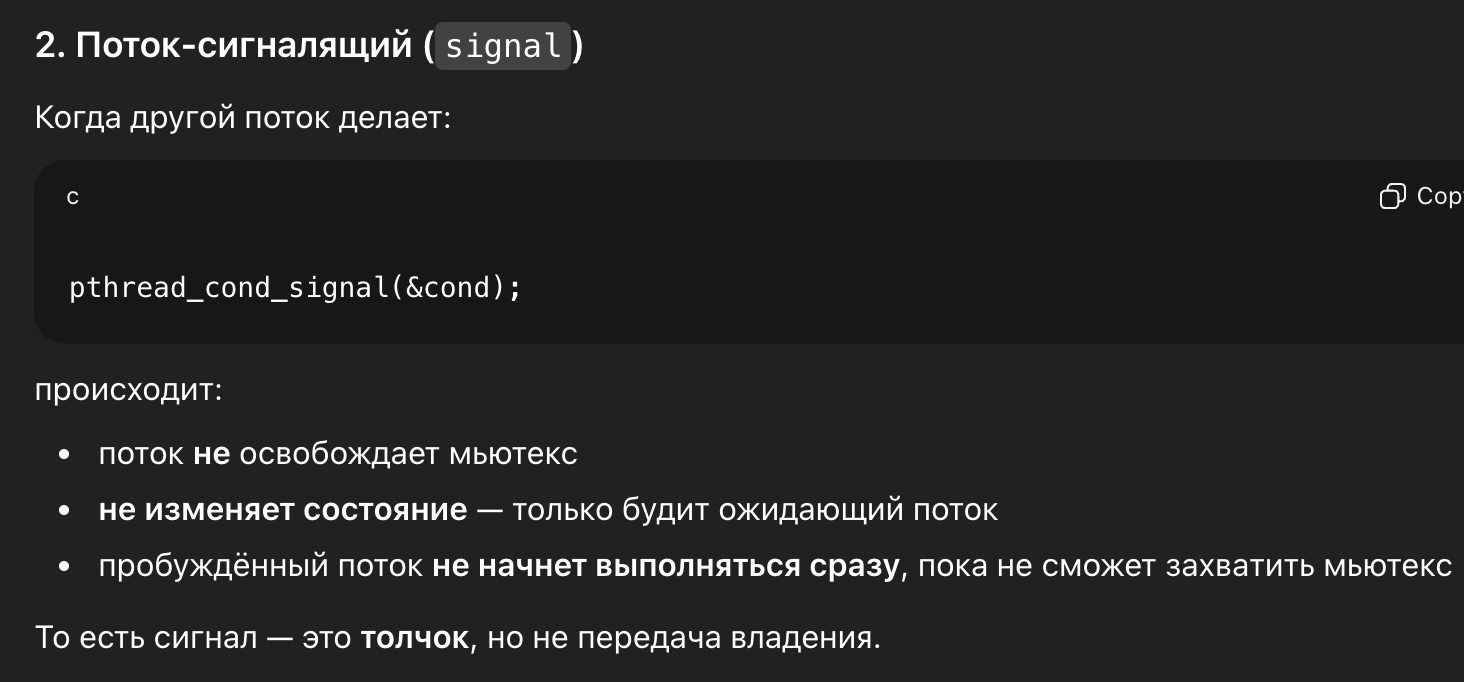 2. Поток-сигналящий (signal)
Когда другой поток делает:
c
pthread_cond_signal(&cond);
происходит:
• поток не освобождает мьютекс
• не изменяет состояние — только будит ожидающий поток
• пробуждённый поток не начнет выполняться сразу, пока не сможет захватить мьютекс
То есть сигнал — это толчок, но не передача владения.